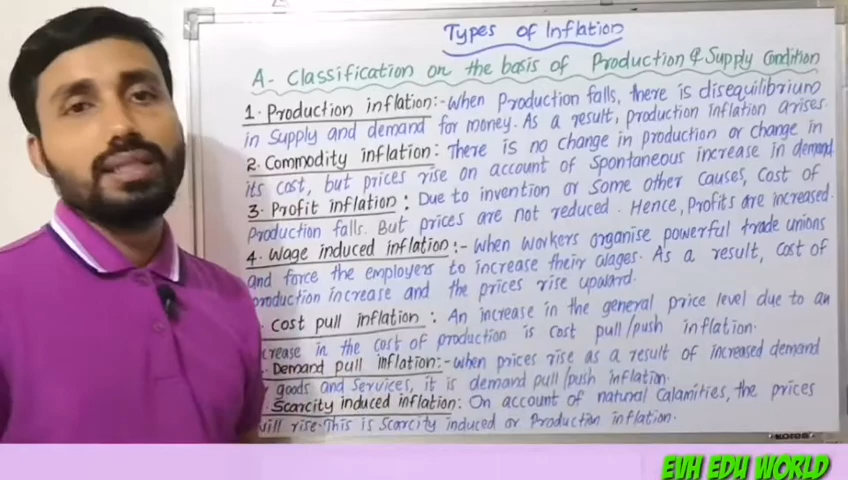 Types of Inflation
A- Classification on the basis of Production & Supply Condition
1. Production inflation:- When Production falls, there is disequilibrium
in Supply and demand for money. As a result, production inflation arises.
2. Commodity inflation: There is no change in production or change in
its cost, but prices rise on account of Spontaneous increase in demand
3. Profit inflation: Due to invention or Some other Causes, Cost of
Production falls. But prices are not reduced. Hence, Profits are increased.
4. Wage induced inflation:- When Workers organise powerful trade unions
and force the employers to increase their wages. As a result, cost of
production increase and the prices rise upward.
. Cost pull inflation: An increase in the general price level due to an
crease in the cost of production is cost pull/push inflation.
. Demand pull inflation:- When prices rise as a result of increased demand
goods and Services, it is demand pull/push inflation.
. Scarcity induced inflation: On account of natural Calamities, the prices
will rise. This is Scarcity induced or Production inflation.
KOROS
EVH EDU WORLD